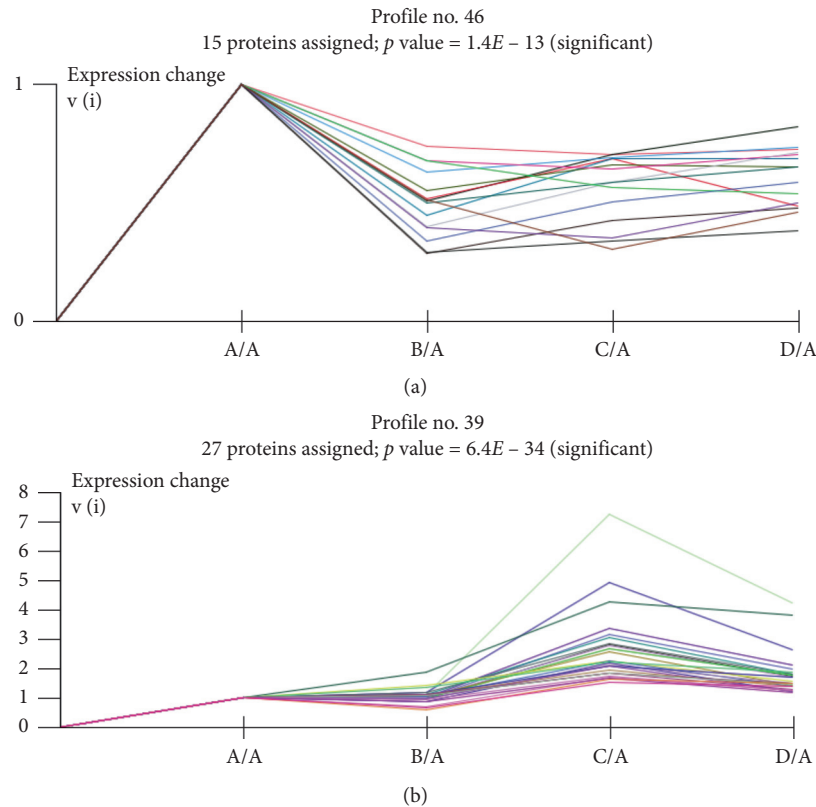 Profile no. 46
15 proteins assigned; p value = 1.4E – 13 (significant)
Expression change
v (i)
1
0
A/A B/A C/A D/A
(a)
Profile no. 39
27 proteins assigned; p value = 6.4E – 34 (significant)
Expression change
v (i)
8
7
6
5
4
3
2
1
0
A/A B/A C/A D/A
(b)